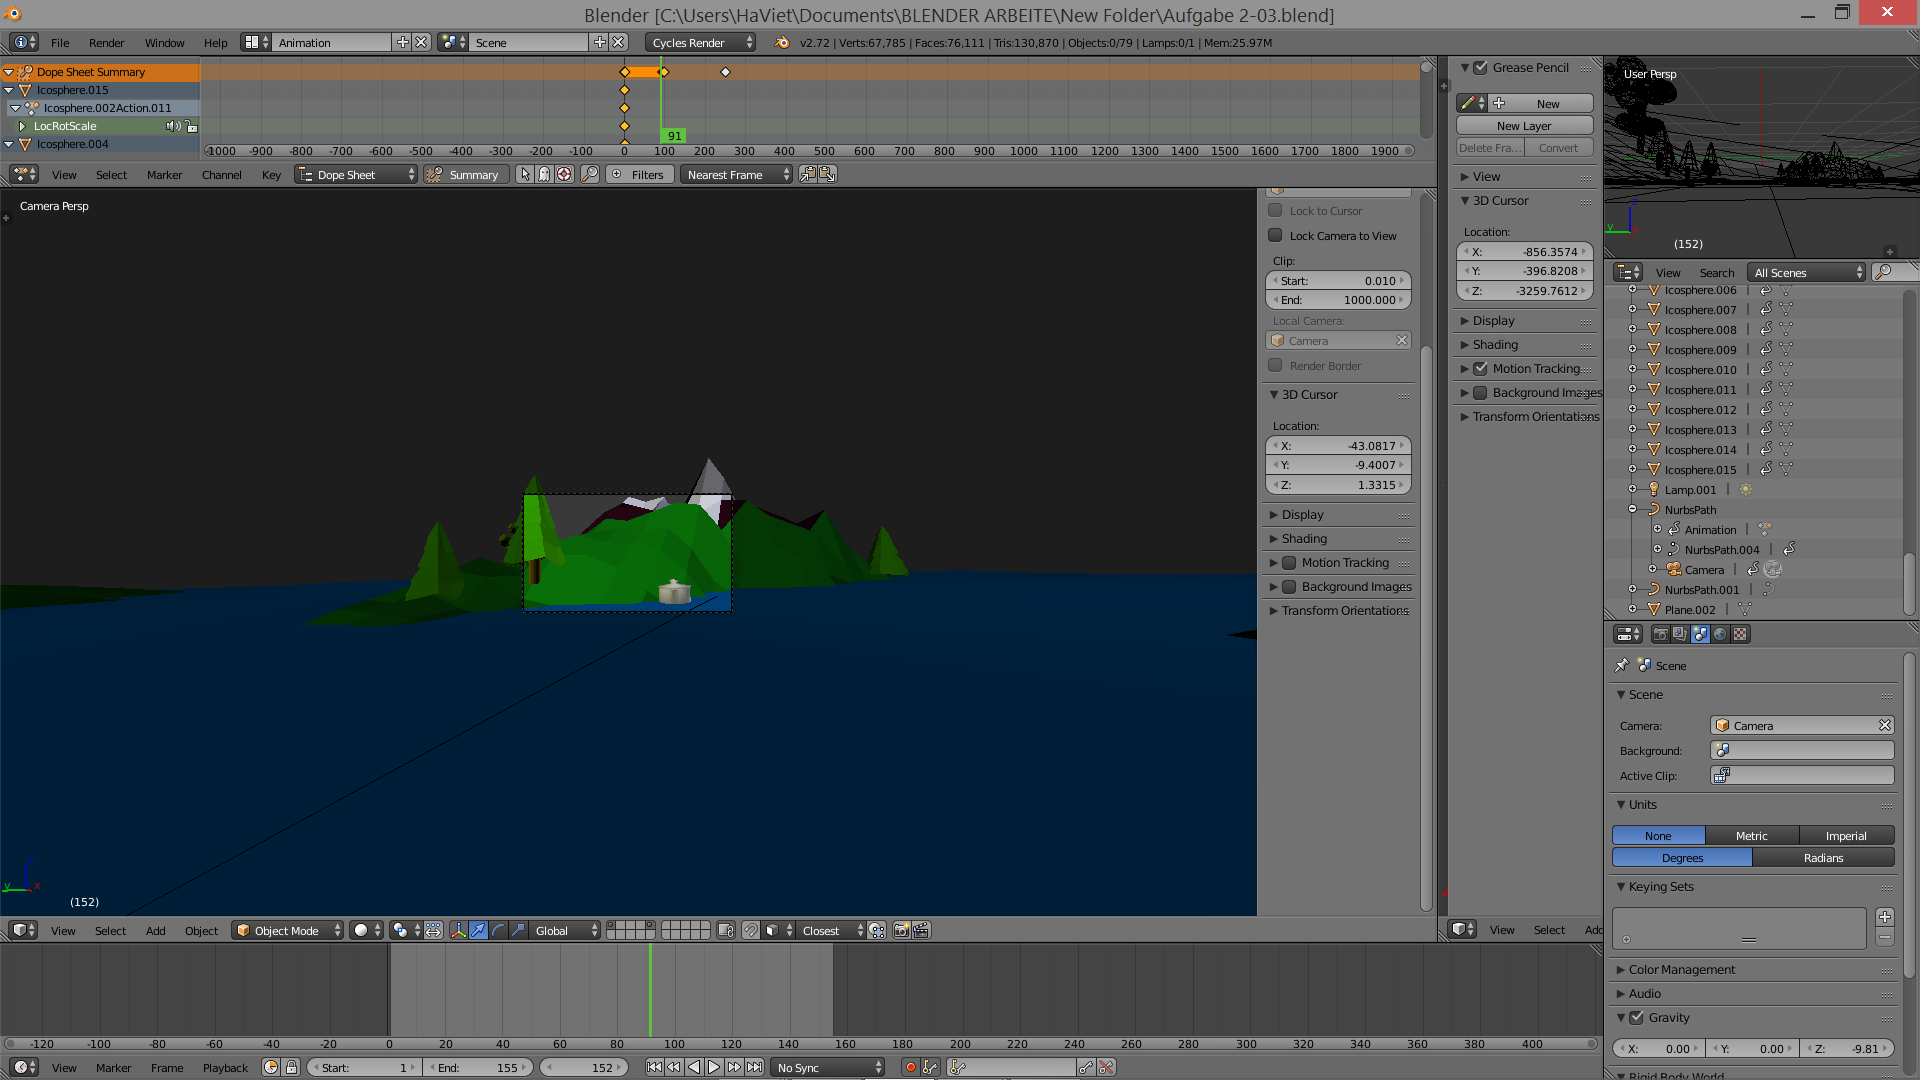 Blender [C:\Users\HaViet\Documents\BLENDER ARBEITE\New Folder\Aufgabe 2-03.blend]
File Render Window Help Animation Scene Cycles Render v2.72 | Verts:67,785 | Faces:76,111 | Tris:130,870 | Objects:0/79 | Lamps:0/1 | Mem:25.97M
Dope Sheet Summary
Icosphere.015
Icosphere.002Action.011
LocRotScale
Icosphere.004
91
-1000 -900 -800 -700 -600 -500 -400 -300 -200 -100 0 100 200 300 400 500 600 700 800 900 1000 1100 1200 1300 1400 1500 1600 1700 1800 1900
View Select Marker Channel Key Dope Sheet Summary Filters Nearest Frame
Camera Persp
Lock to Cursor
Lock Camera to View
Clip:
Start: 0.010
End: 1000.000
Local Camera:
Camera
Render Border
3D Cursor
Location:
X: -43.0817
Y: -9.4007
Z: 1.3315
Display
Shading
Motion Tracking
Background Images
Transform Orientations
y x
(152)
View Select Add Object Object Mode Global Closest
Grease Pencil
New
New Layer
Delete Fra... Convert
View
3D Cursor
Location:
X: -856.3574
Y: -396.8208
Z: -3259.7612
Display
Shading
Motion Tracking
Background Images
Transform Orientations
View Select Add
User Persp
y
(152)
View Search All Scenes
Icosphere.006
Icosphere.007
Icosphere.008
Icosphere.009
Icosphere.010
Icosphere.011
Icosphere.012
Icosphere.013
Icosphere.014
Icosphere.015
Lamp.001
NurbsPath
Animation
NurbsPath.004
Camera
NurbsPath.001
Plane.002
Scene
Scene
Camera: Camera
Background:
Active Clip:
Units
None Metric Imperial
Degrees Radians
Keying Sets
Color Management
Audio
Gravity
X: 0.00 Y: 0.00 Z: -9.81
Rigid Body World
-120 -100 -80 -60 -40 -20 0 20 40 60 80 100 120 140 160 180 200 220 240 260 280 300 320 340 360 380 400
View Marker Frame Playback Start: 1 End: 155 152 No Sync